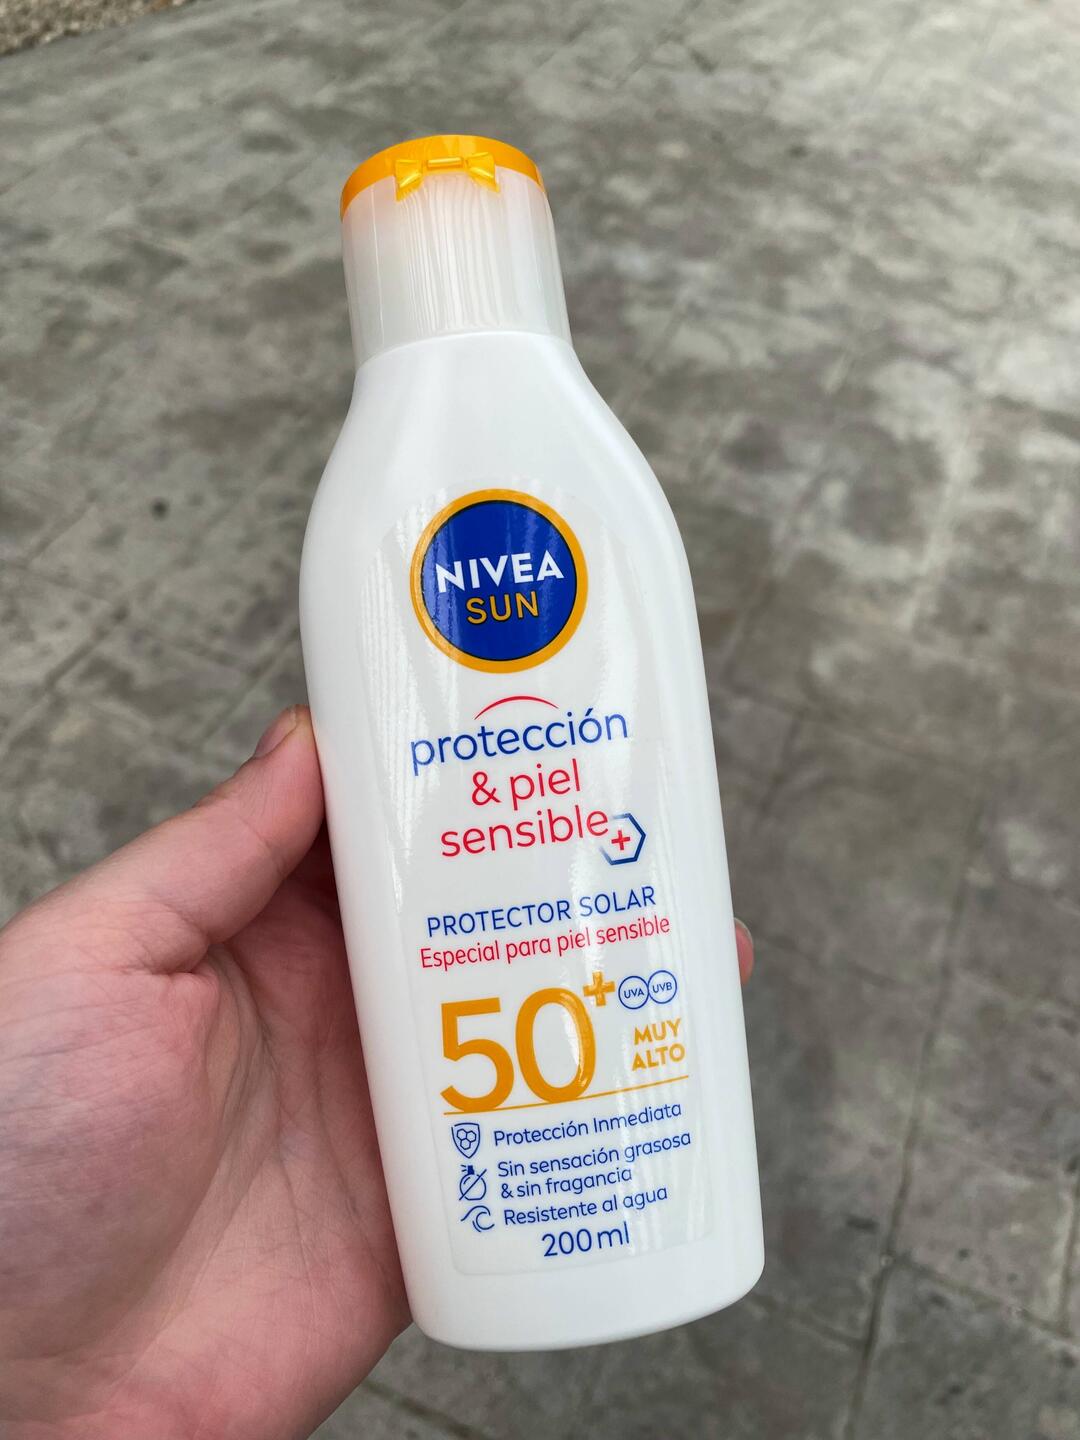 NIVEA
SUN
protección
& piel
sensible
+
PROTECTOR SOLAR
Especial para piel sensible
50+
UVA UVB
MUY
ALTO
Protección Inmediata
Sin sensación grasosa
& sin fragancia
Resistente al agua
200ml